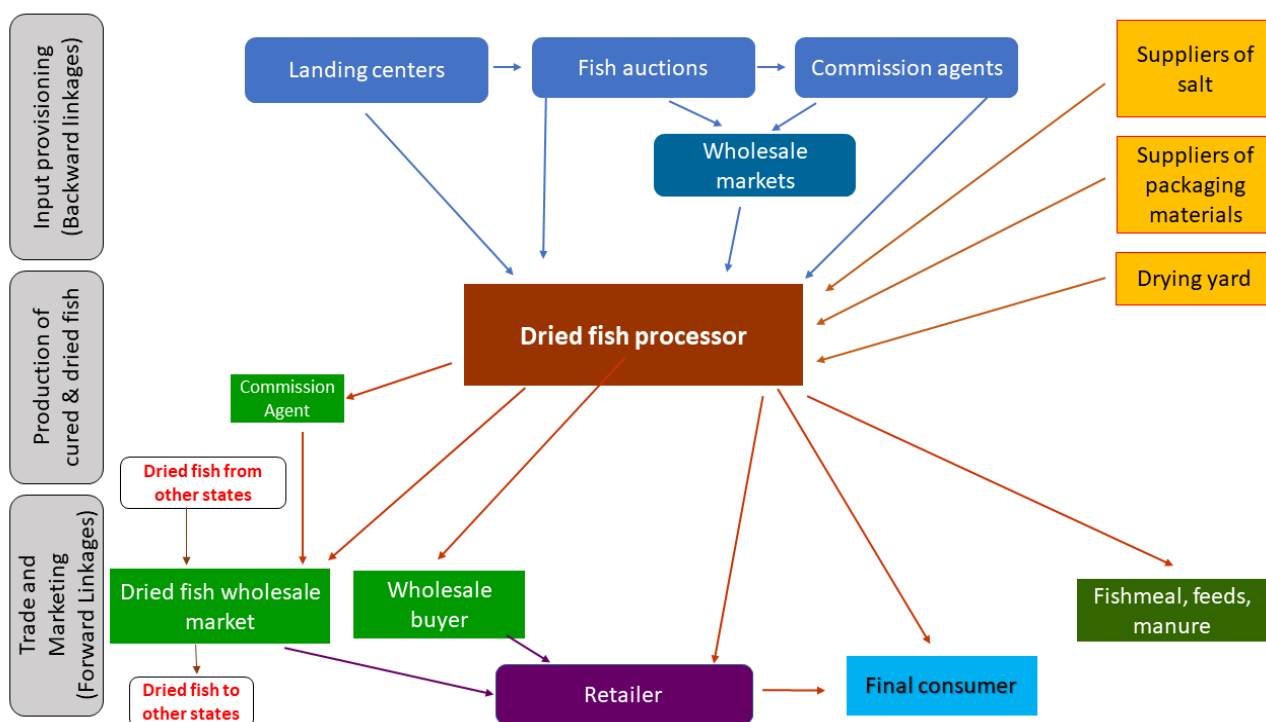 Input provisioning
(Backward linkages)
Landing centers
Fish auctions
Commission agents
Suppliers of
salt
Wholesale
markets
Suppliers of
packaging
materials
Drying yard
Production of
cured & dried fish
Dried fish processor
Commission
Agent
Dried fish from
other states
Trade and
Marketing
(Forward Linkages)
Dried fish wholesale
market
Wholesale
buyer
Fishmeal, feeds,
manure
Retailer
Final consumer
Dried fish to
other states